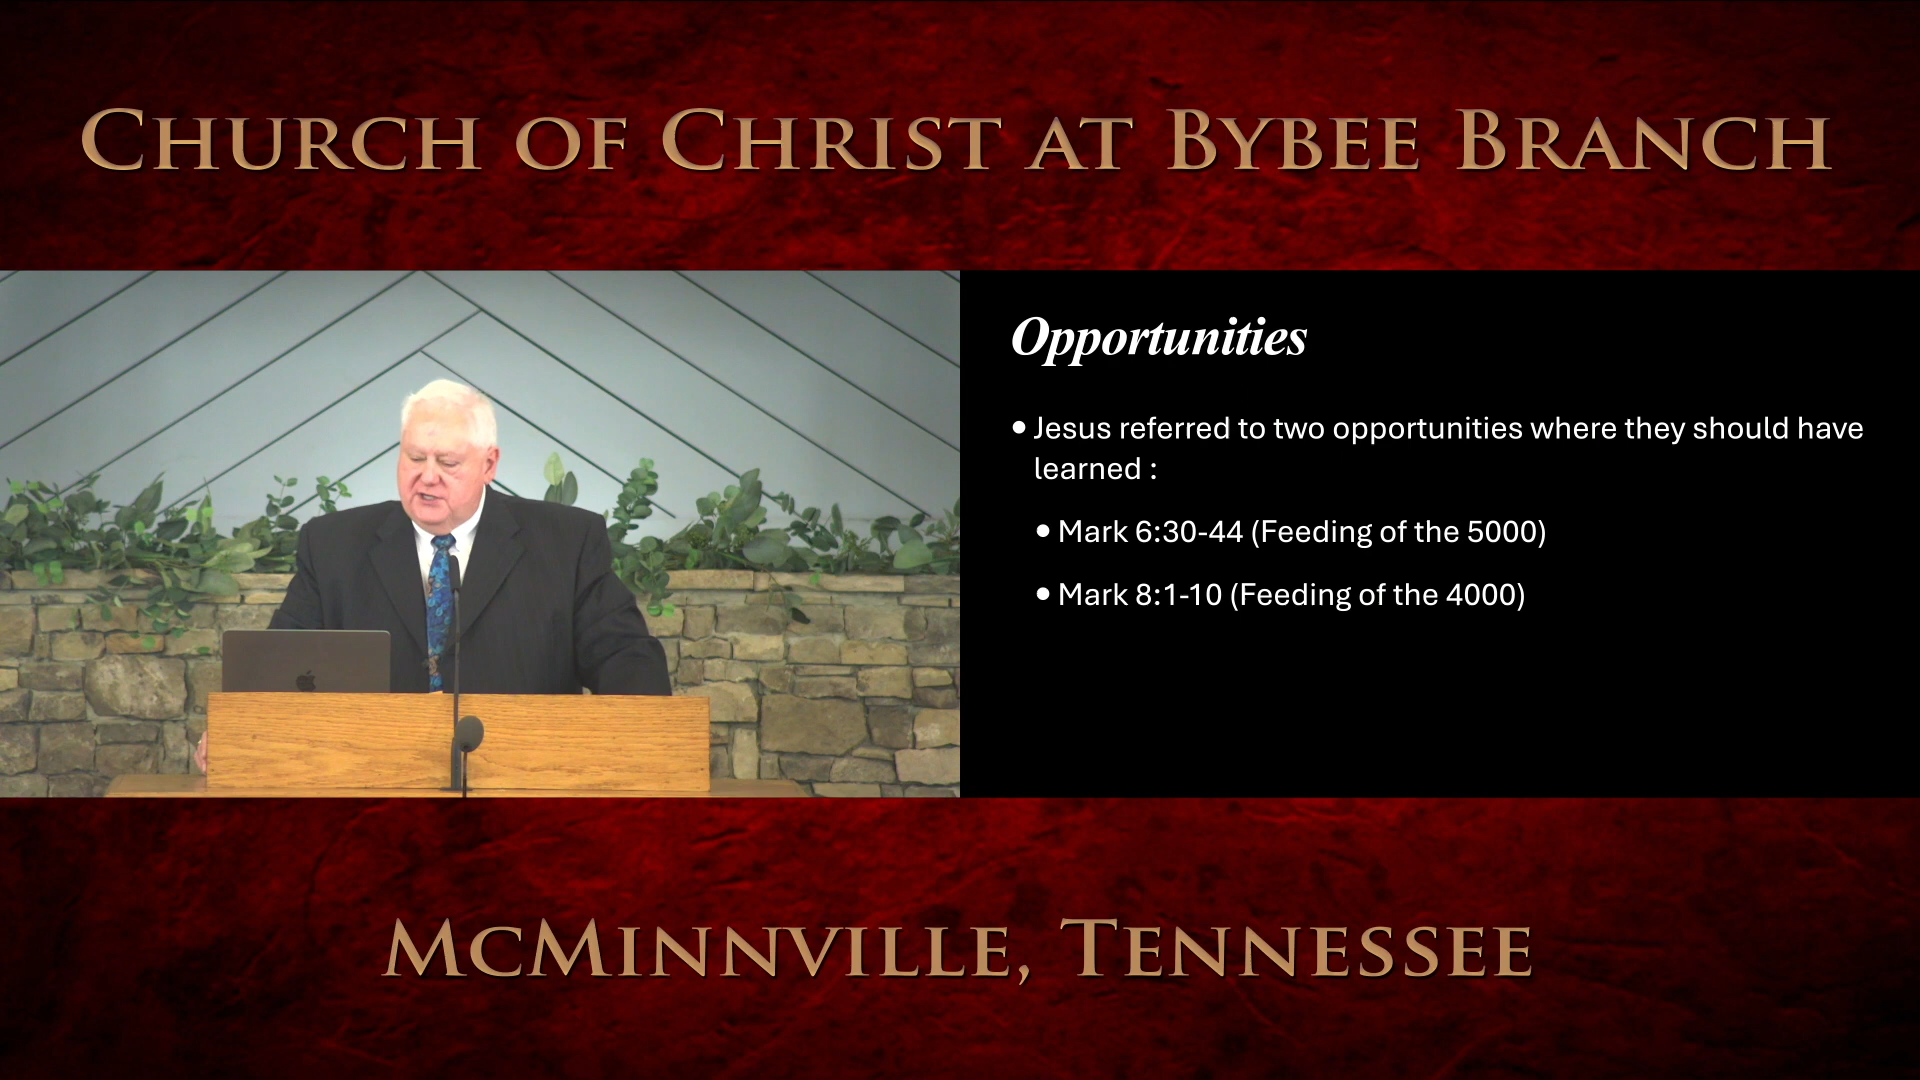 Church of Christ at Bybee Branch
Opportunities
• Jesus referred to two opportunities where they should have
learned :
• Mark 6:30-44 (Feeding of the 5000)
• Mark 8:1-10 (Feeding of the 4000)
McMinnville, Tennessee